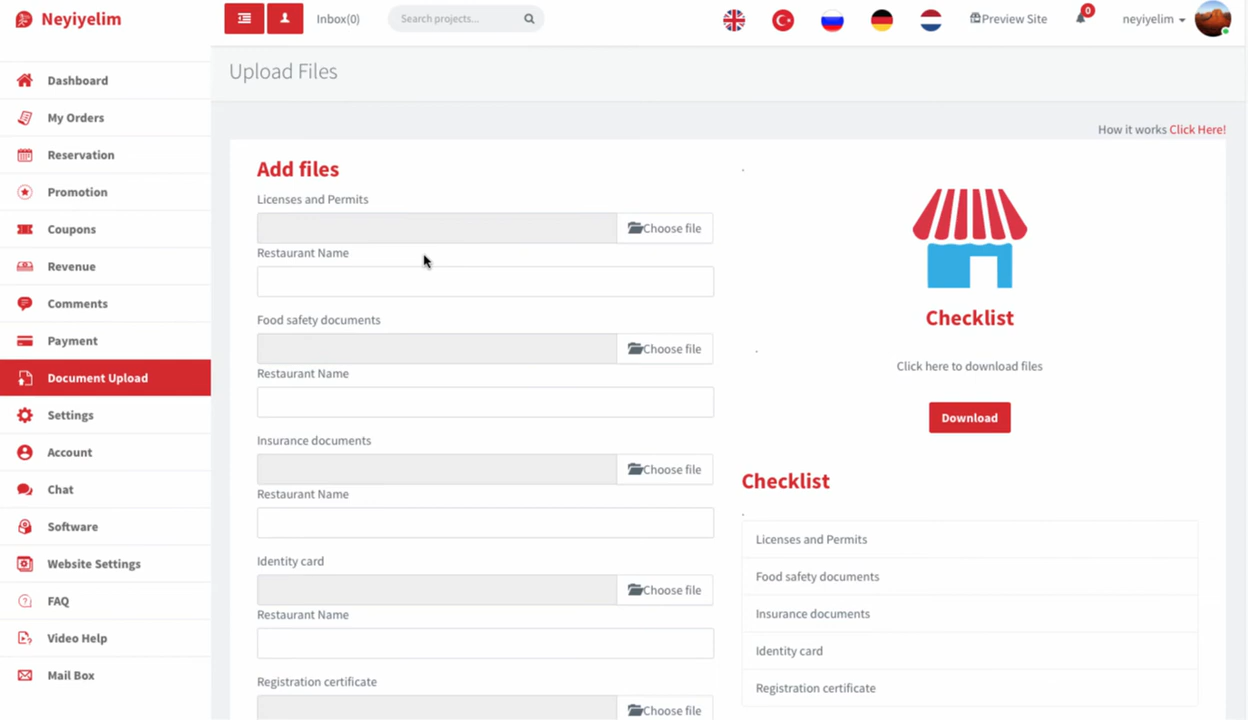 Neyiyelim
Inbox(0)
Search projects...
Preview Site
0
neyiyelim
Dashboard
My Orders
Reservation
Promotion
Coupons
Revenue
Comments
Payment
Document Upload
Settings
Account
Chat
Software
Website Settings
FAQ
Video Help
Mail Box
Upload Files
How it works Click Here!
Add files
Licenses and Permits
Choose file
Restaurant Name
Food safety documents
Choose file
Restaurant Name
Insurance documents
Choose file
Restaurant Name
Identity card
Choose file
Restaurant Name
Registration certificate
Choose file
.
Checklist
.
Click here to download files
Download
Checklist
.
Licenses and Permits
Food safety documents
Insurance documents
Identity card
Registration certificate